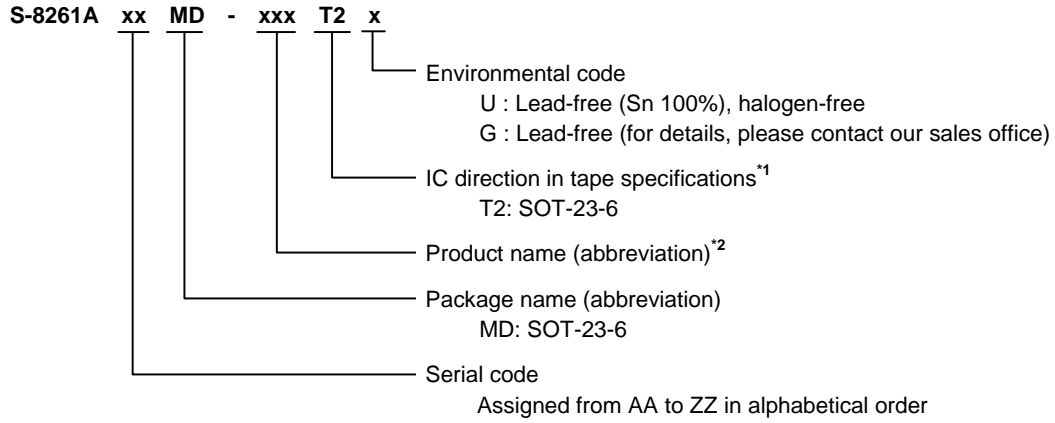 S-8261A xx MD - xxx T2 x
Environmental code
U : Lead-free (Sn 100%), halogen-free
G : Lead-free (for details, please contact our sales office)
IC direction in tape specifications*1
T2: SOT-23-6
Product name (abbreviation)*2
Package name (abbreviation)
MD: SOT-23-6
Serial code
Assigned from AA to ZZ in alphabetical order